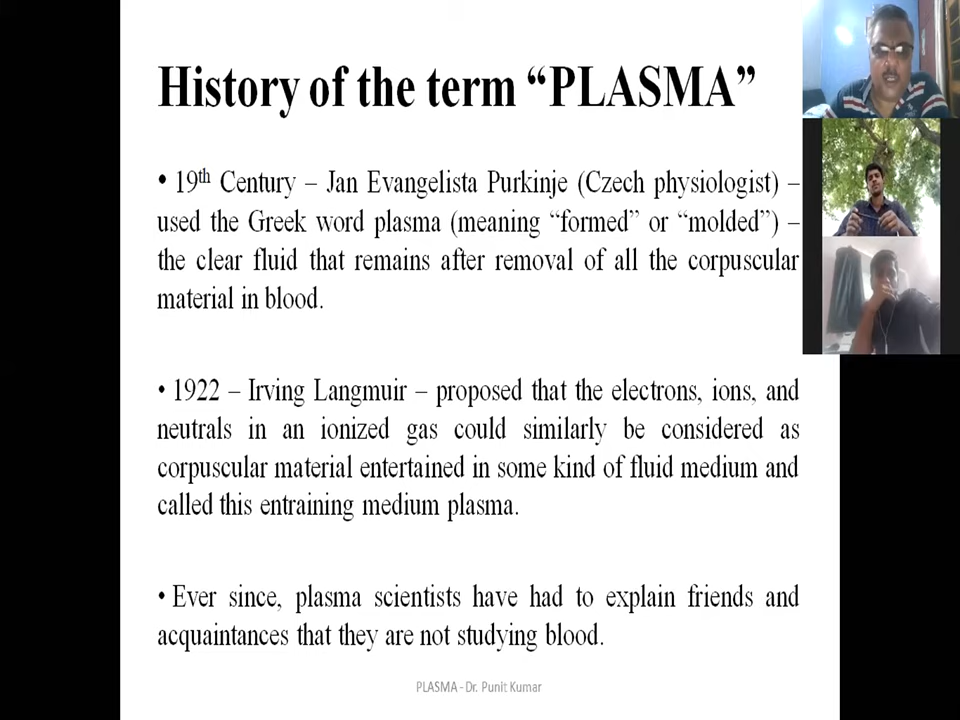 History of the term “PLASMA”
• 19th Century – Jan Evangelista Purkinje (Czech physiologist) –
used the Greek word plasma (meaning “formed” or “molded”) –
the clear fluid that remains after removal of all the corpuscular
material in blood.
• 1922 – Irving Langmuir – proposed that the electrons, ions, and
neutrals in an ionized gas could similarly be considered as
corpuscular material entertained in some kind of fluid medium and
called this entraining medium plasma.
• Ever since, plasma scientists have had to explain friends and
acquaintances that they are not studying blood.
PLASMA - Dr. Punit Kumar